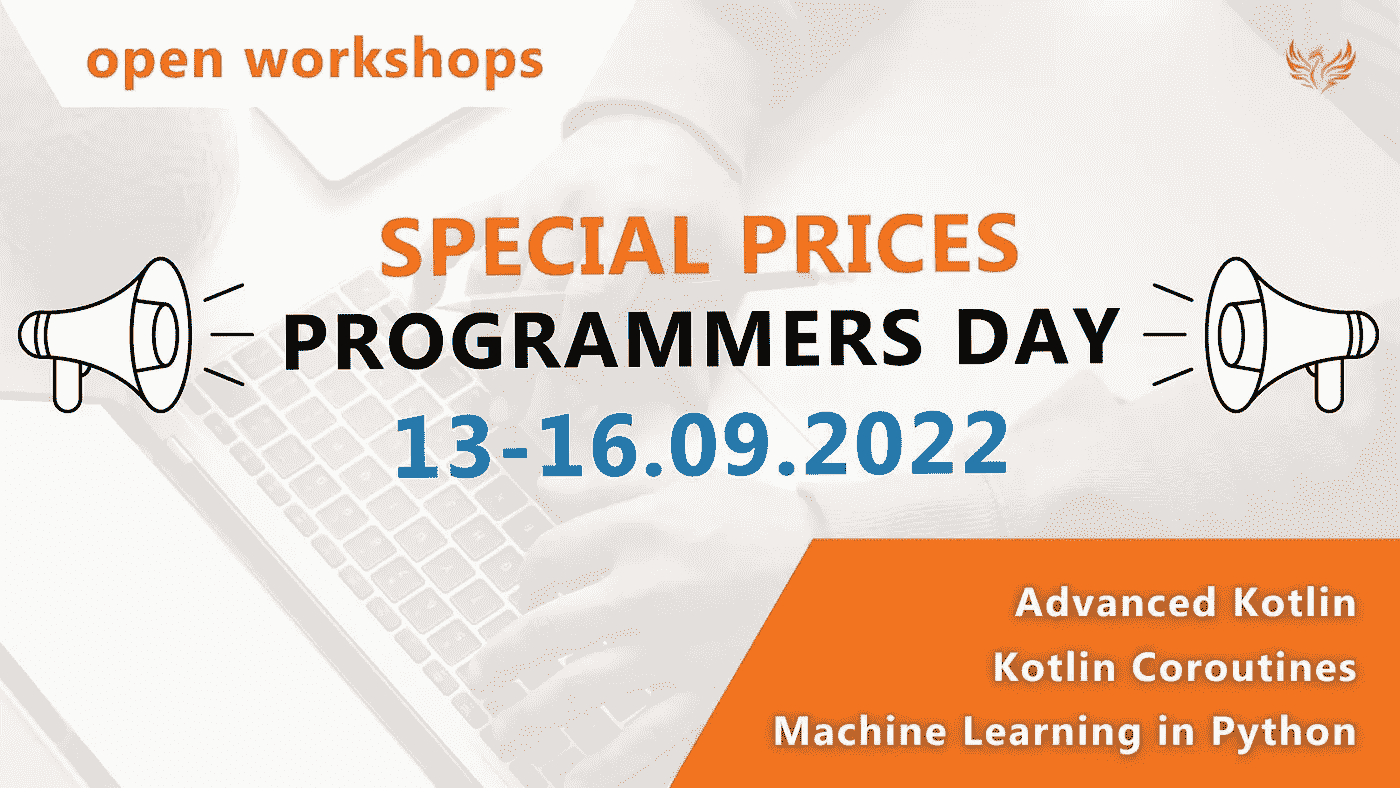 open workshops
SPECIAL PRICES
PROGRAMMERS DAY
13-16.09.2022
Advanced Kotlin
Kotlin Coroutines
Machine Learning in Python